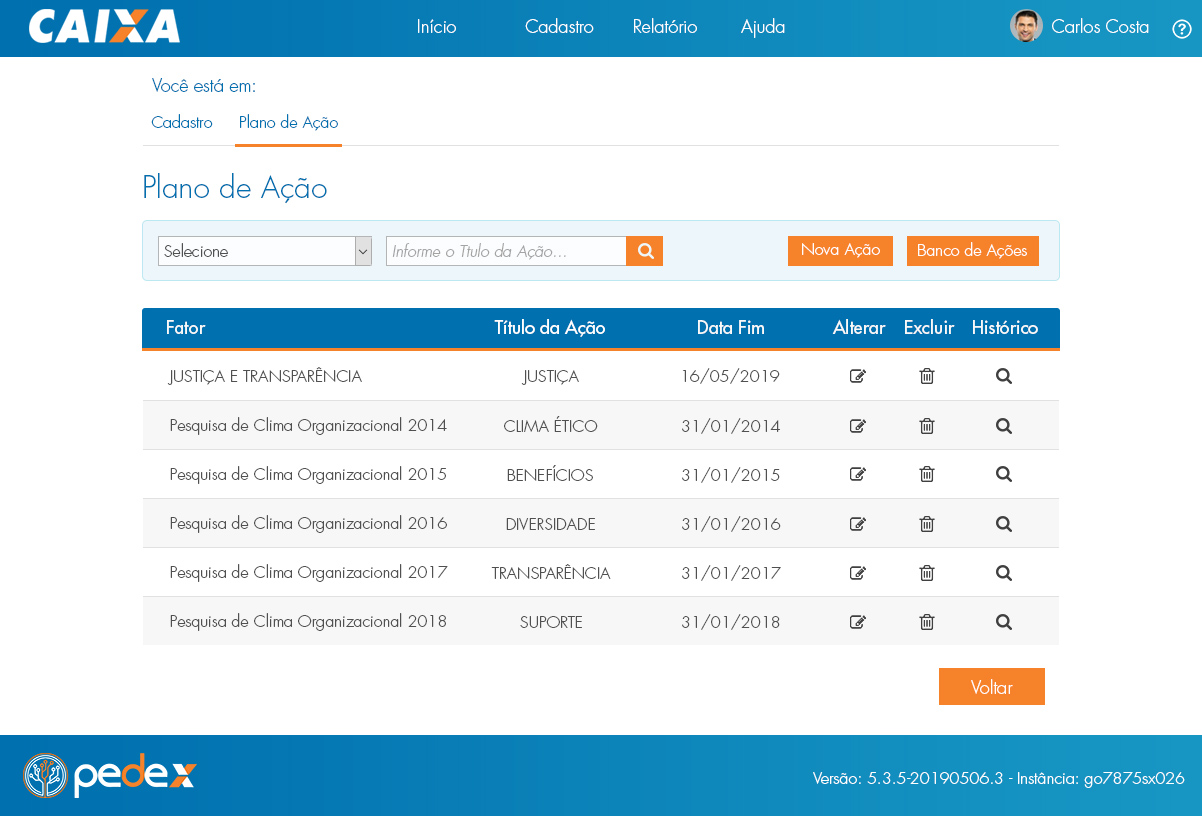 CAIXA Início Cadastro Relatório Ajuda Carlos Costa
Você está em:
Cadastro Plano de Ação
Plano de Ação
Selecione Informe o Ttulo da Ação... Nova Ação Banco de Ações
Fator Título da Ação Data Fim Alterar Excluir Histórico
JUSTIÇA E TRANSPARÊNCIA JUSTIÇA 16/05/2019
Pesquisa de Clima Organizacional 2014 CLIMA ÉTICO 31/01/2014
Pesquisa de Clima Organizacional 2015 BENEFÍCIOS 31/01/2015
Pesquisa de Clima Organizacional 2016 DIVERSIDADE 31/01/2016
Pesquisa de Clima Organizacional 2017 TRANSPARÊNCIA 31/01/2017
Pesquisa de Clima Organizacional 2018 SUPORTE 31/01/2018
Voltar
pedex Versão: 5.3.5-20190506.3 - Instância: go7875sx026